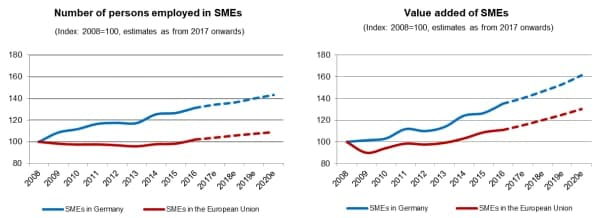 Number of persons employed in SMEs
(Index: 2008=100, estimates as from 2017 onwards)
180
160
140
120
100
80
2008
2009
2010
2011
2012
2013
2014
2015
2016
2017e
2018e
2019e
2020e
SMEs in Germany
SMEs in the European Union
Value added of SMEs
(Index: 2008=100, estimates as from 2017 onwards)
180
160
140
120
100
80
2008
2009
2010
2011
2012
2013
2014
2015
2016
2017e
2018e
2019e
2020e
SMEs in Germany
SMEs in the European Union